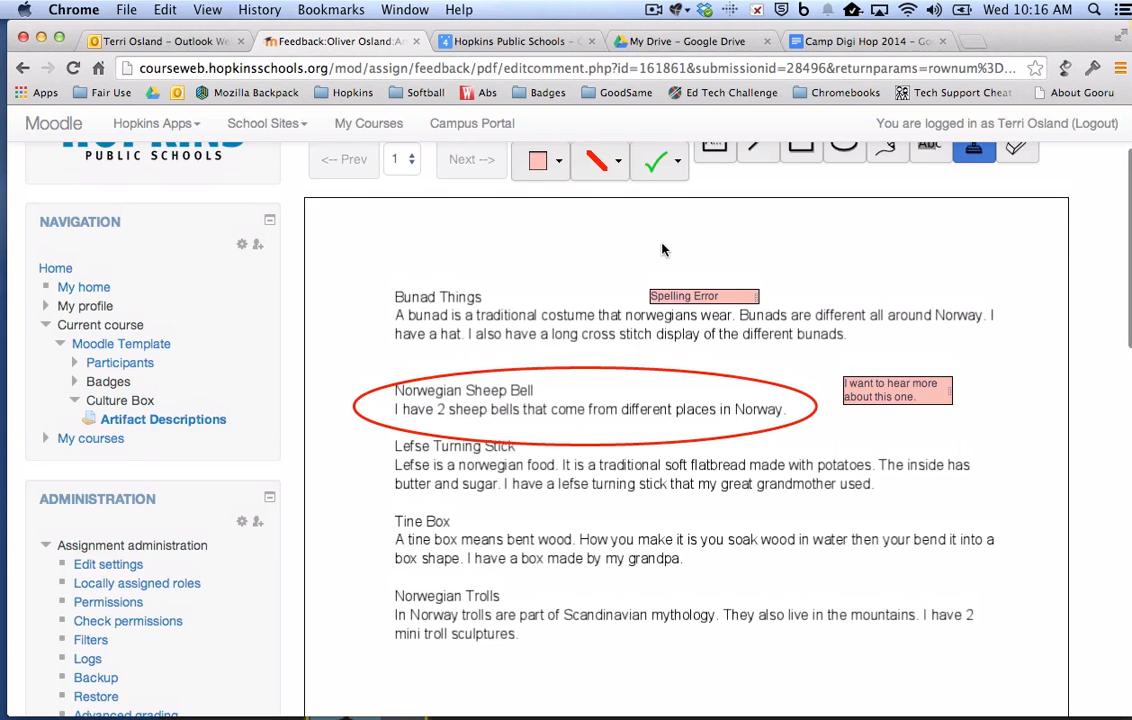 Chrome File Edit View History Bookmarks Window Help Wed 10:16 AM
Terri Osland – Outlook We
Feedback:Oliver Osland:A
Hopkins Public Schools –
My Drive – Google Drive
Camp Digi Hop 2014 – Go
courseweb.hopkinsschools.org/mod/assign/feedback/pdf/editcomment.php?id=161861&submissionid=28496&returnparams=rownum%3D...
Apps Fair Use Mozilla Backpack Hopkins Softball Abs Badges GoodSame Ed Tech Challenge Chromebooks Tech Support Cheat About Gooru
Moodle Hopkins Apps School Sites My Courses Campus Portal You are logged in as Terri Osland (Logout)
PUBLIC SCHOOLS
<-- Prev 1 Next --> ABC
NAVIGATION
Home
My home
My profile
Current course
Moodle Template
Participants
Badges
Culture Box
Artifact Descriptions
My courses
ADMINISTRATION
Assignment administration
Edit settings
Locally assigned roles
Permissions
Check permissions
Filters
Logs
Backup
Restore
Advanced grading
Bunad Things
Spelling Error
A bunad is a traditional costume that norwegians wear. Bunads are different all around Norway. I
have a hat. I also have a long cross stitch display of the different bunads.
Norwegian Sheep Bell
I have 2 sheep bells that come from different places in Norway.
I want to hear more
about this one.
Lefse Turning Stick
Lefse is a norwegian food. It is a traditional soft flatbread made with potatoes. The inside has
butter and sugar. I have a lefse turning stick that my great grandmother used.
Tine Box
A tine box means bent wood. How you make it is you soak wood in water then your bend it into a
box shape. I have a box made by my grandpa.
Norwegian Trolls
In Norway trolls are part of Scandinavian mythology. They also live in the mountains. I have 2
mini troll sculptures.